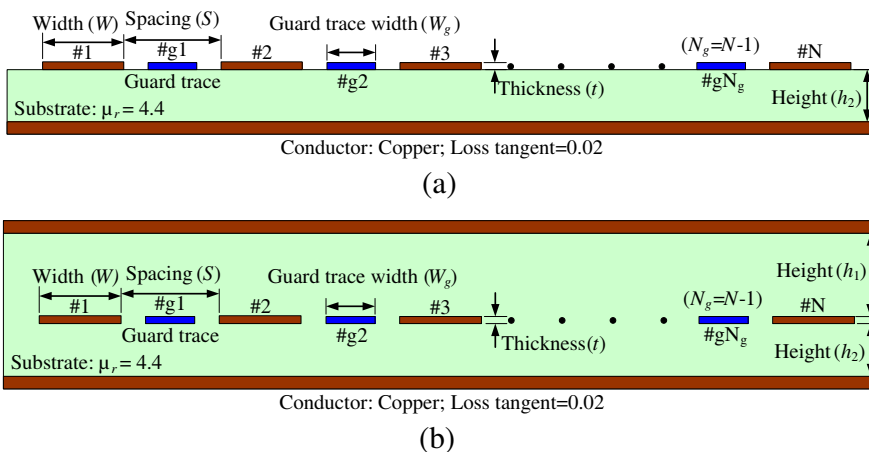 Width (W) Spacing (S) Guard trace width (Wg)
#1 #g1 #2 #3 (Ng=N-1) #N
Guard trace #g2 Thickness (t) #gNg
Substrate: μr = 4.4 Height (h2)
Conductor: Copper; Loss tangent=0.02
(a)
Width (W) Spacing (S) Guard trace width (Wg) Height (h1)
#1 #g1 #2 #3 (Ng=N-1) #N
Guard trace #g2 Thickness (t) #gNg
Substrate: μr = 4.4 Height (h2)
Conductor: Copper; Loss tangent=0.02
(b)